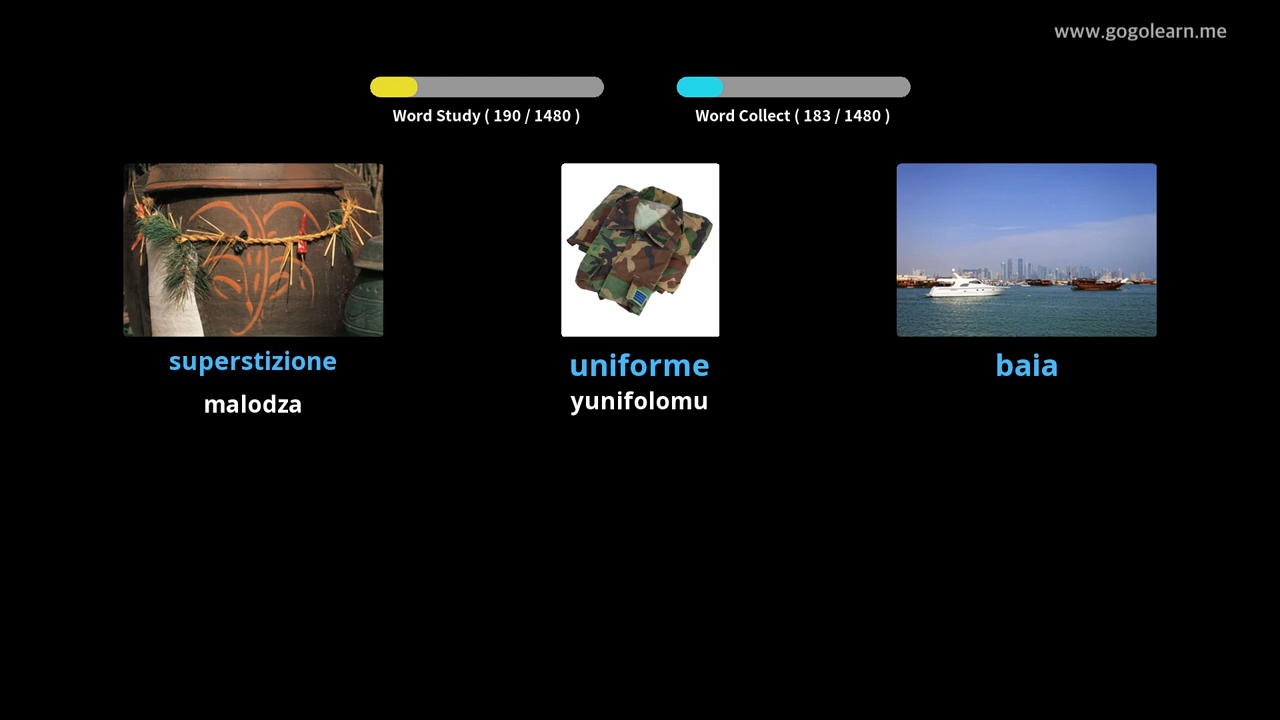 www.gogolearn.me
Word Study ( 190 / 1480 )
Word Collect ( 183 / 1480 )
superstizione
malodza
uniforme
yunifolomu
baia